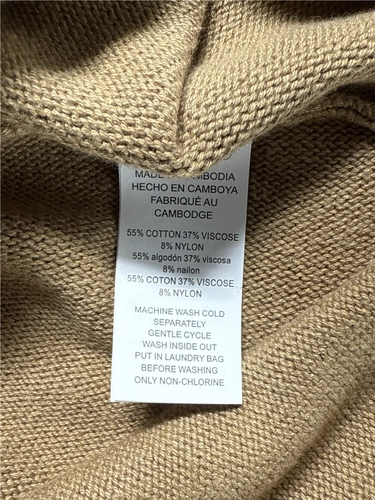 MADE CAMBODIA
HECHO EN CAMBOYA
FABRIQUÉ AU
CAMBODGE
55% COTTON 37% VISCOSE
8% NYLON
55% algodón 37% viscosa
8% nailon
55% COTON 37% VISCOSE
8% NYLON
MACHINE WASH COLD
SEPARATELY
GENTLE CYCLE
WASH INSIDE OUT
PUT IN LAUNDRY BAG
BEFORE WASHING
ONLY NON-CHLORINE